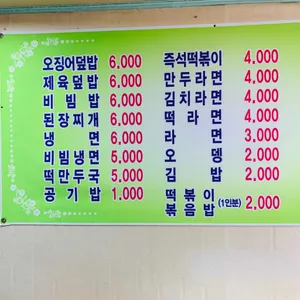 오징어덮밥 6,000
제육덮밥 6,000
비빔밥 6,000
된장찌개 6,000
냉면 6,000
비빔냉면 5,000
떡만두국 5,000
공기밥 1,000
즉석떡볶이 4,000
만두라면 4,000
김치라면 4,000
떡라면 4,000
라면 3,000
오뎅 2,000
김밥 2,000
떡볶이
볶음밥 (1인분) 2,000